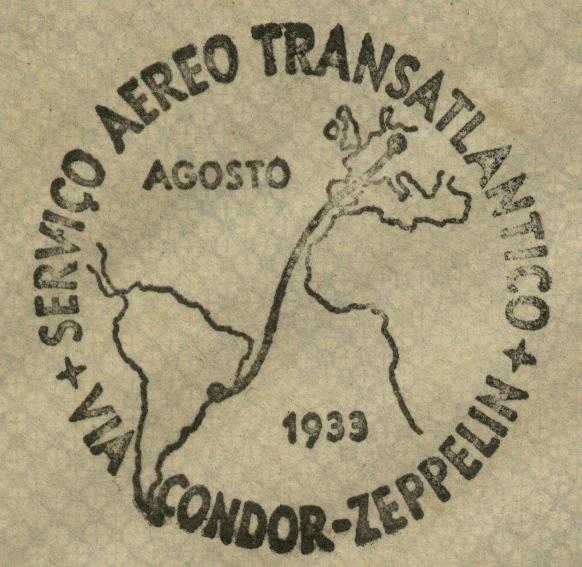 SERVIÇO AEREO TRANSATLANTICO
AGOSTO
1933
VIA CONDOR-ZEPPELIN